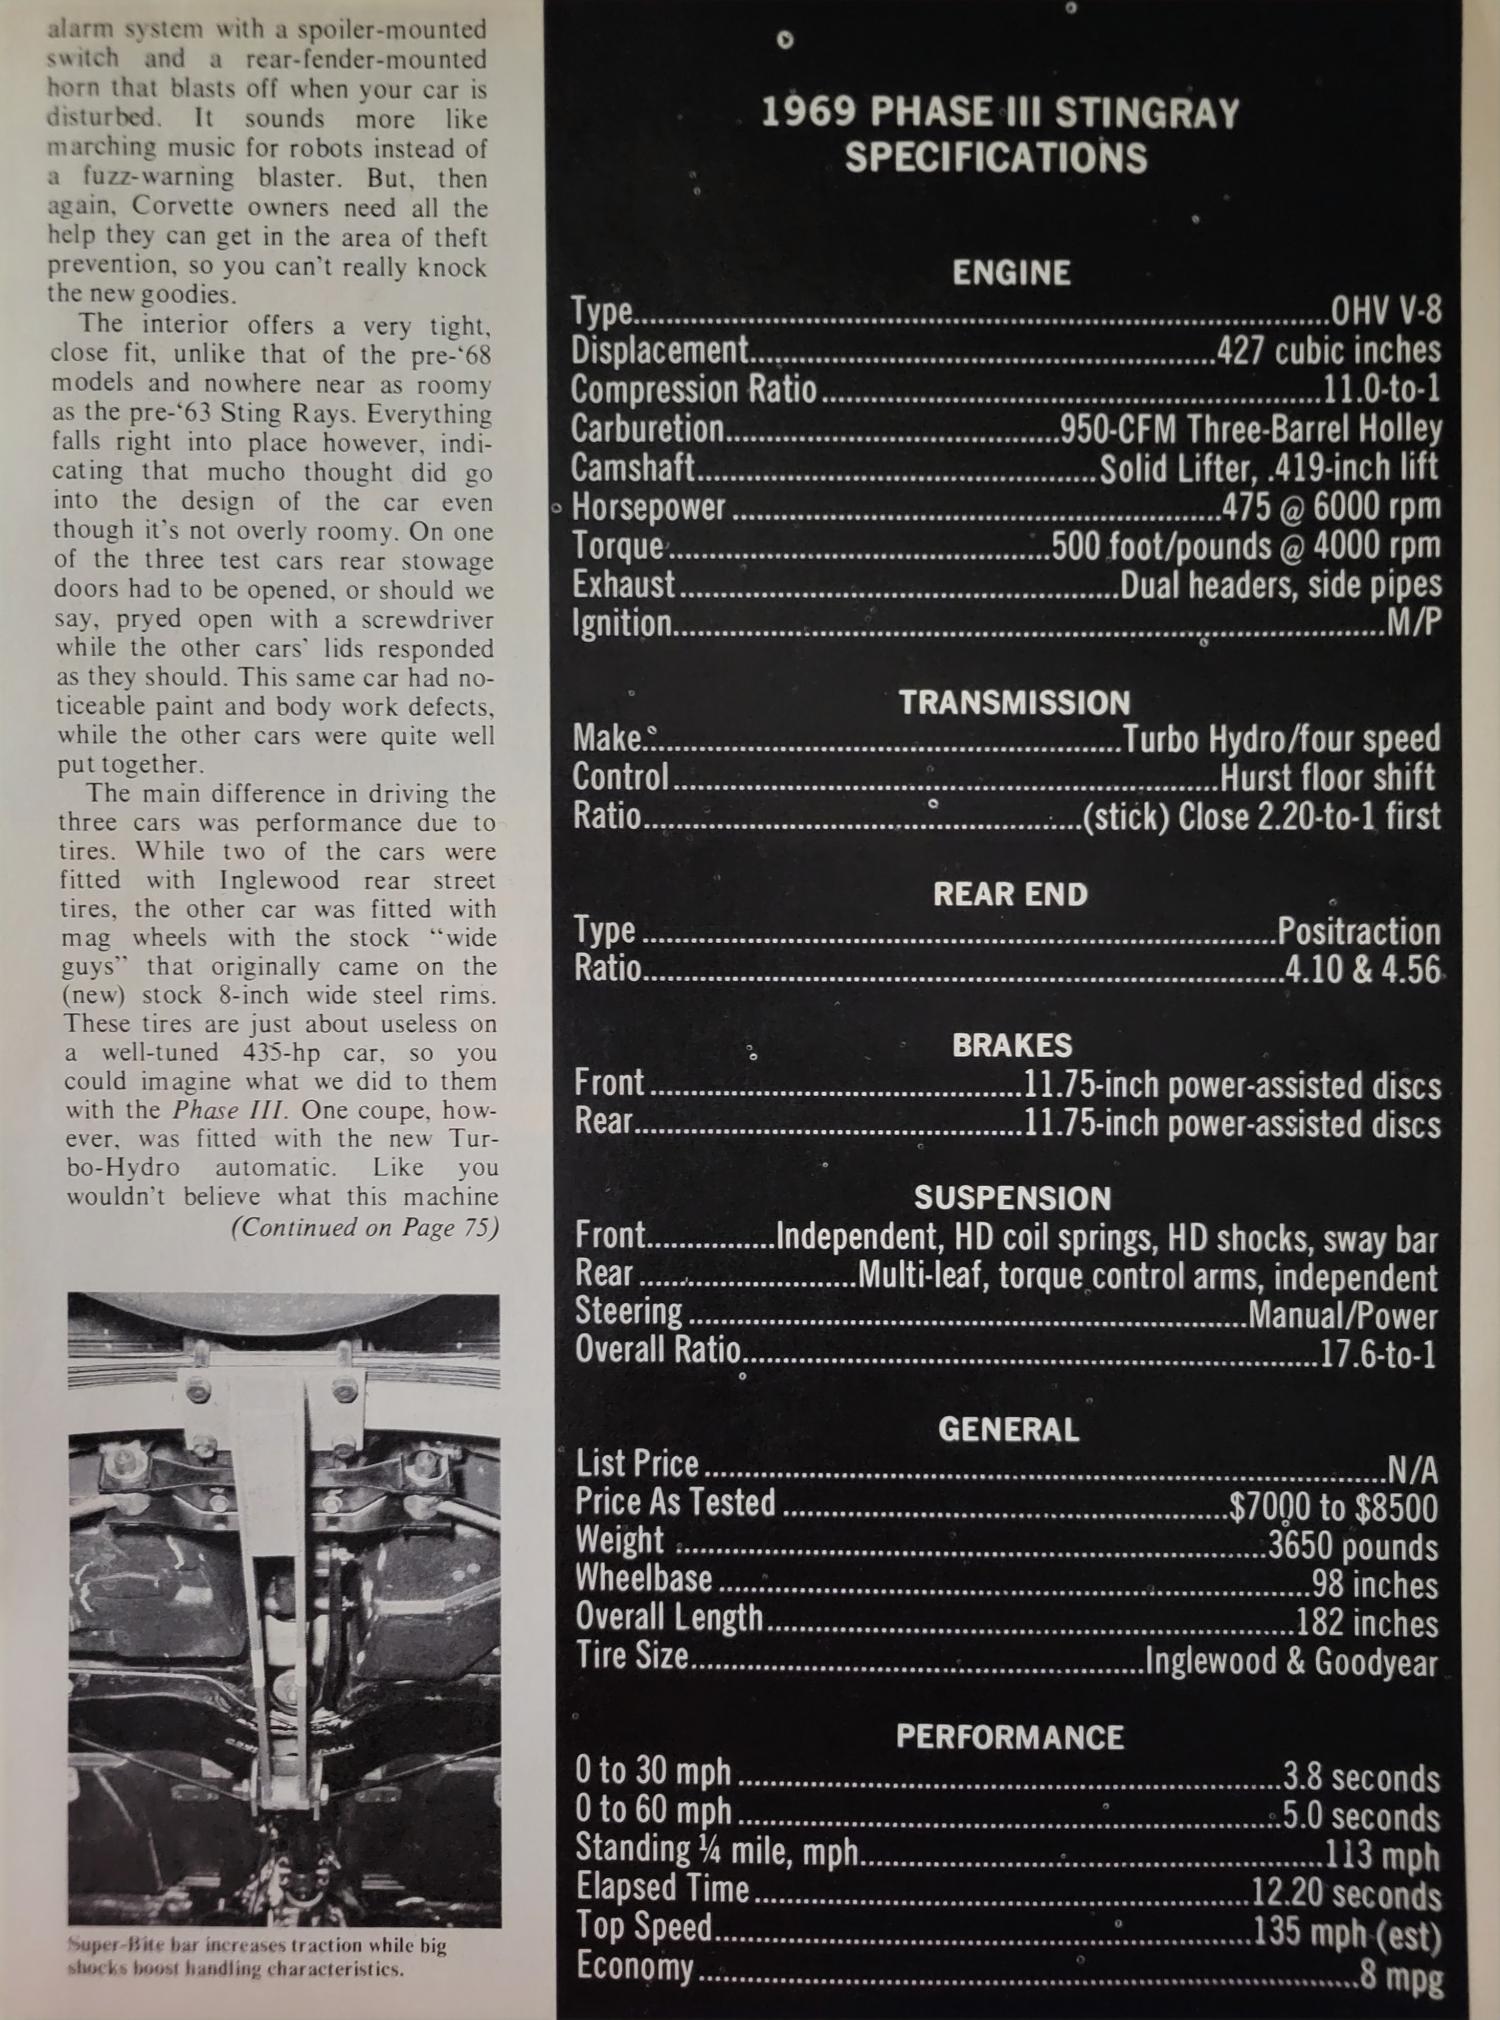 alarm system with a spoiler-mounted
switch and a rear-fender-mounted
horn that blasts off when your car is
disturbed. It sounds more like
marching music for robots instead of
a fuzz-warning blaster. But, then
again, Corvette owners need all the
help they can get in the area of theft
prevention, so you can't really knock
the new goodies.
The interior offers a very tight,
close fit, unlike that of the pre-‘68
models and nowhere near as roomy
as the pre-‘63 Sting Rays. Everything
falls right into place however, indi-
cating that mucho thought did go
into the design of the car even
though it's not overly roomy. On one
of the three test cars rear stowage
doors had to be opened, or should we
say, pryed open with a screwdriver
while the other cars' lids responded
as they should. This same car had no-
ticeable paint and body work defects,
while the other cars were quite well
put together.
The main difference in driving the
three cars was performance due to
tires. While two of the cars were
fitted with Inglewood rear street
tires, the other car was fitted with
mag wheels with the stock “wide
guys” that originally came on the
(new) stock 8-inch wide steel rims.
These tires are just about useless on
a well-tuned 435-hp car, so you
could imagine what we did to them
with the Phase III. One coupe, how-
ever, was fitted with the new Tur-
bo-Hydro automatic. Like you
wouldn't believe what this machine
(Continued on Page 75)
Super-Bite bar increases traction while big
shocks boost handling characteristics.
1969 PHASE III STINGRAY
SPECIFICATIONS
ENGINE
Type.....OHV V-8
Displacement.....427 cubic inches
Compression Ratio.....11.0-to-1
Carburetion.....950-CFM Three-Barrel Holley
Camshaft.....Solid Lifter, .419-inch lift
Horsepower.....475 @ 6000 rpm
Torque.....500 foot/pounds @ 4000 rpm
Exhaust.....Dual headers, side pipes
Ignition.....M/P
TRANSMISSION
Make.....Turbo Hydro/four speed
Control.....Hurst floor shift
Ratio.....(stick) Close 2.20-to-1 first
REAR END
Type.....Positraction
Ratio.....4.10 & 4.56
BRAKES
Front.....11.75-inch power-assisted discs
Rear.....11.75-inch power-assisted discs
SUSPENSION
Front.....Independent, HD coil springs, HD shocks, sway bar
Rear.....Multi-leaf, torque control arms, independent
Steering.....Manual/Power
Overall Ratio.....17.6-to-1
GENERAL
List Price.....N/A
Price As Tested.....$7000 to $8500
Weight.....3650 pounds
Wheelbase.....98 inches
Overall Length.....182 inches
Tire Size.....Inglewood & Goodyear
PERFORMANCE
0 to 30 mph.....3.8 seconds
0 to 60 mph.....5.0 seconds
Standing ¼ mile, mph.....113 mph
Elapsed Time.....12.20 seconds
Top Speed.....135 mph (est)
Economy.....8 mpg